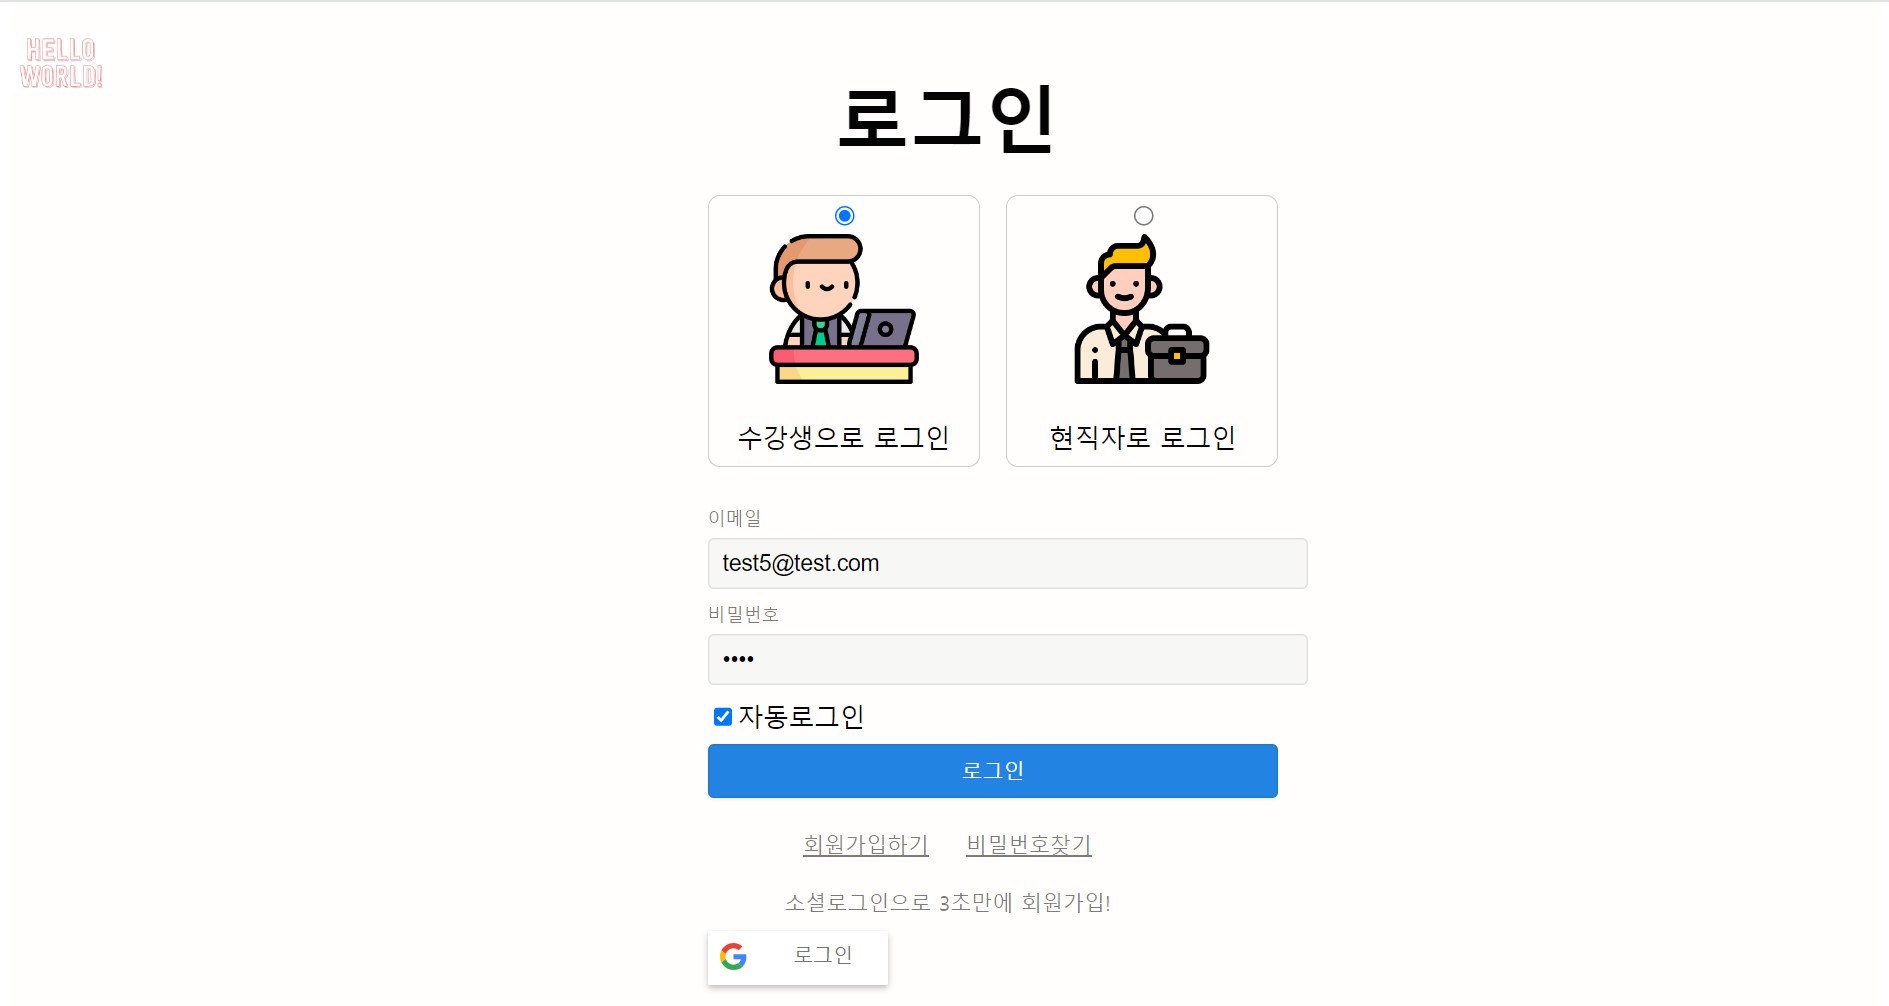 HELLO
WORLD!
로그인
수강생으로 로그인
현직자로 로그인
이메일
test5@test.com
비밀번호
••••
자동로그인
로그인
회원가입하기 비밀번호찾기
소셜로그인으로 3초만에 회원가입!
로그인